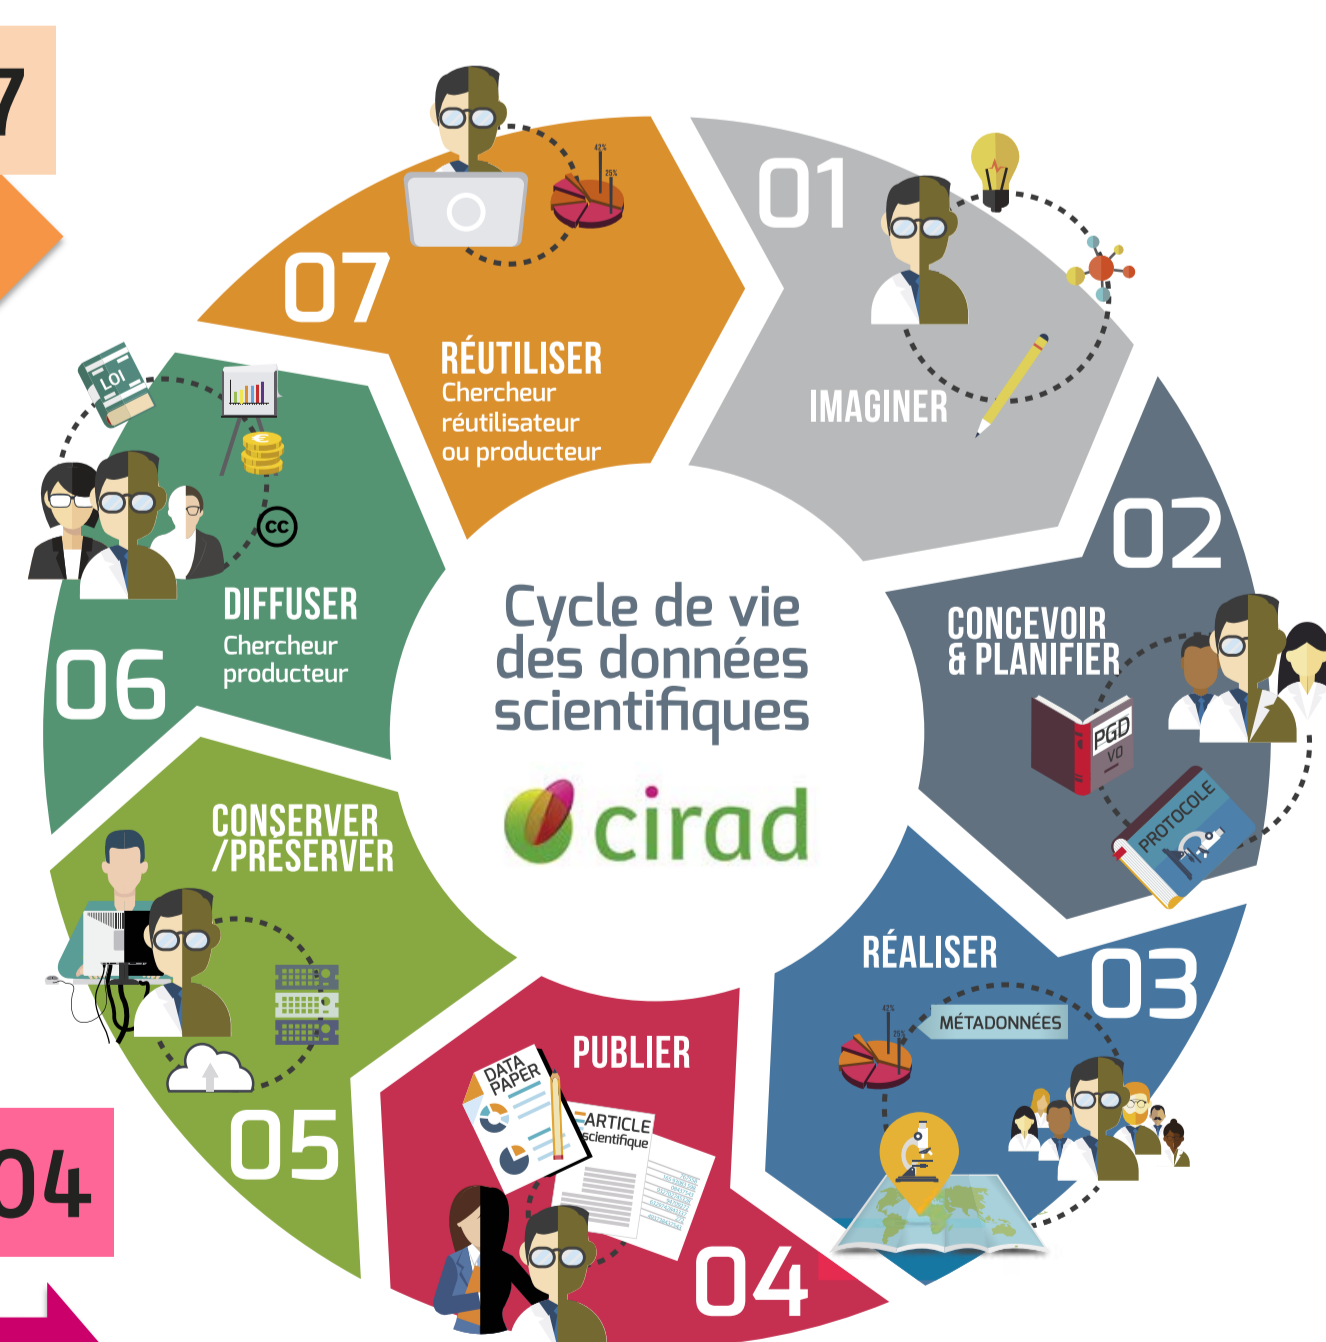 7
42%
25%
07
RÉUTILISER
Chercheur
réutilisateur
ou producteur
01
IMAGINER
02
CONCEVOIR
& PLANIFIER
PGD
VO
PROTOCOLE
03
RÉALISER
MÉTADONNÉES
42%
25%
04
PUBLIER
DATA
PAPER
ARTICLE
scientifique
05
CONSERVER
/PRÉSERVER
06
DIFFUSER
Chercheur
producteur
LOI
€
cc
Cycle de vie
des données
scientifiques
cirad
04